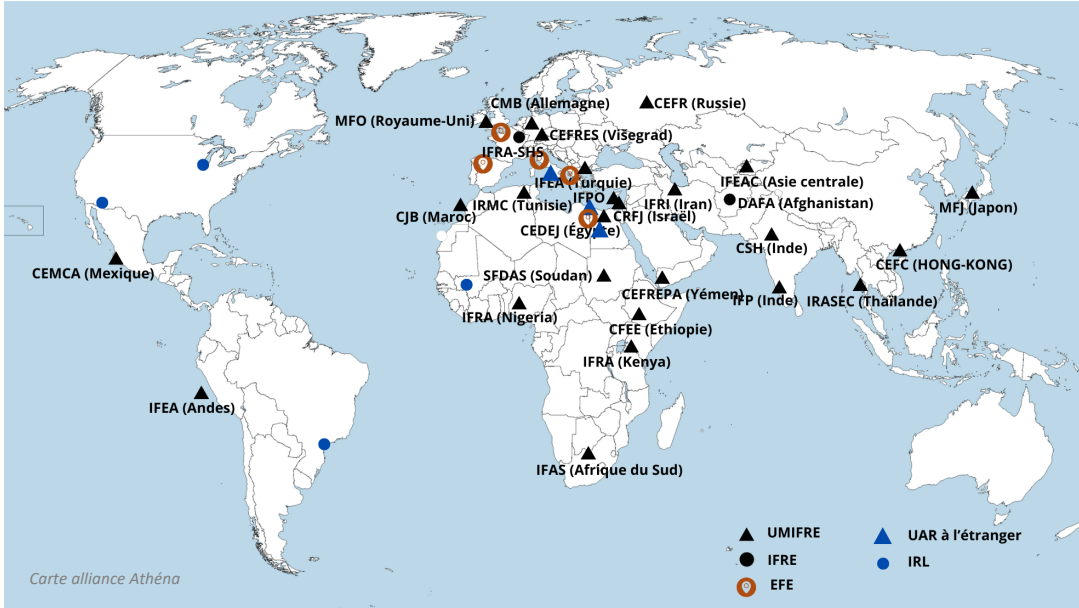 CMB (Allemagne)
CEFR (Russie)
MFO (Royaume-Uni)
CEFRES (Višegrad)
IFRA-SHS
IFEA (Turquie)
IFEAC (Asie centrale)
IFPO
IRMC (Tunisie)
IFRI (Iran)
DAFA (Afghanistan)
MFJ (Japon)
CJB (Maroc)
CRFJ (Israël)
CEDEJ (Égypte)
CSH (Inde)
CEFC (HONG-KONG)
CEMCA (Mexique)
SFDAS (Soudan)
CEFREPA (Yémen)
IFP (Inde)
IRASEC (Thaïlande)
IFRA (Nigeria)
CFEE (Ethiopie)
IFRA (Kenya)
IFEA (Andes)
IFAS (Afrique du Sud)
UMIFRE
UAR à l'étranger
IFRE
IRL
EFE
Carte alliance Athéna